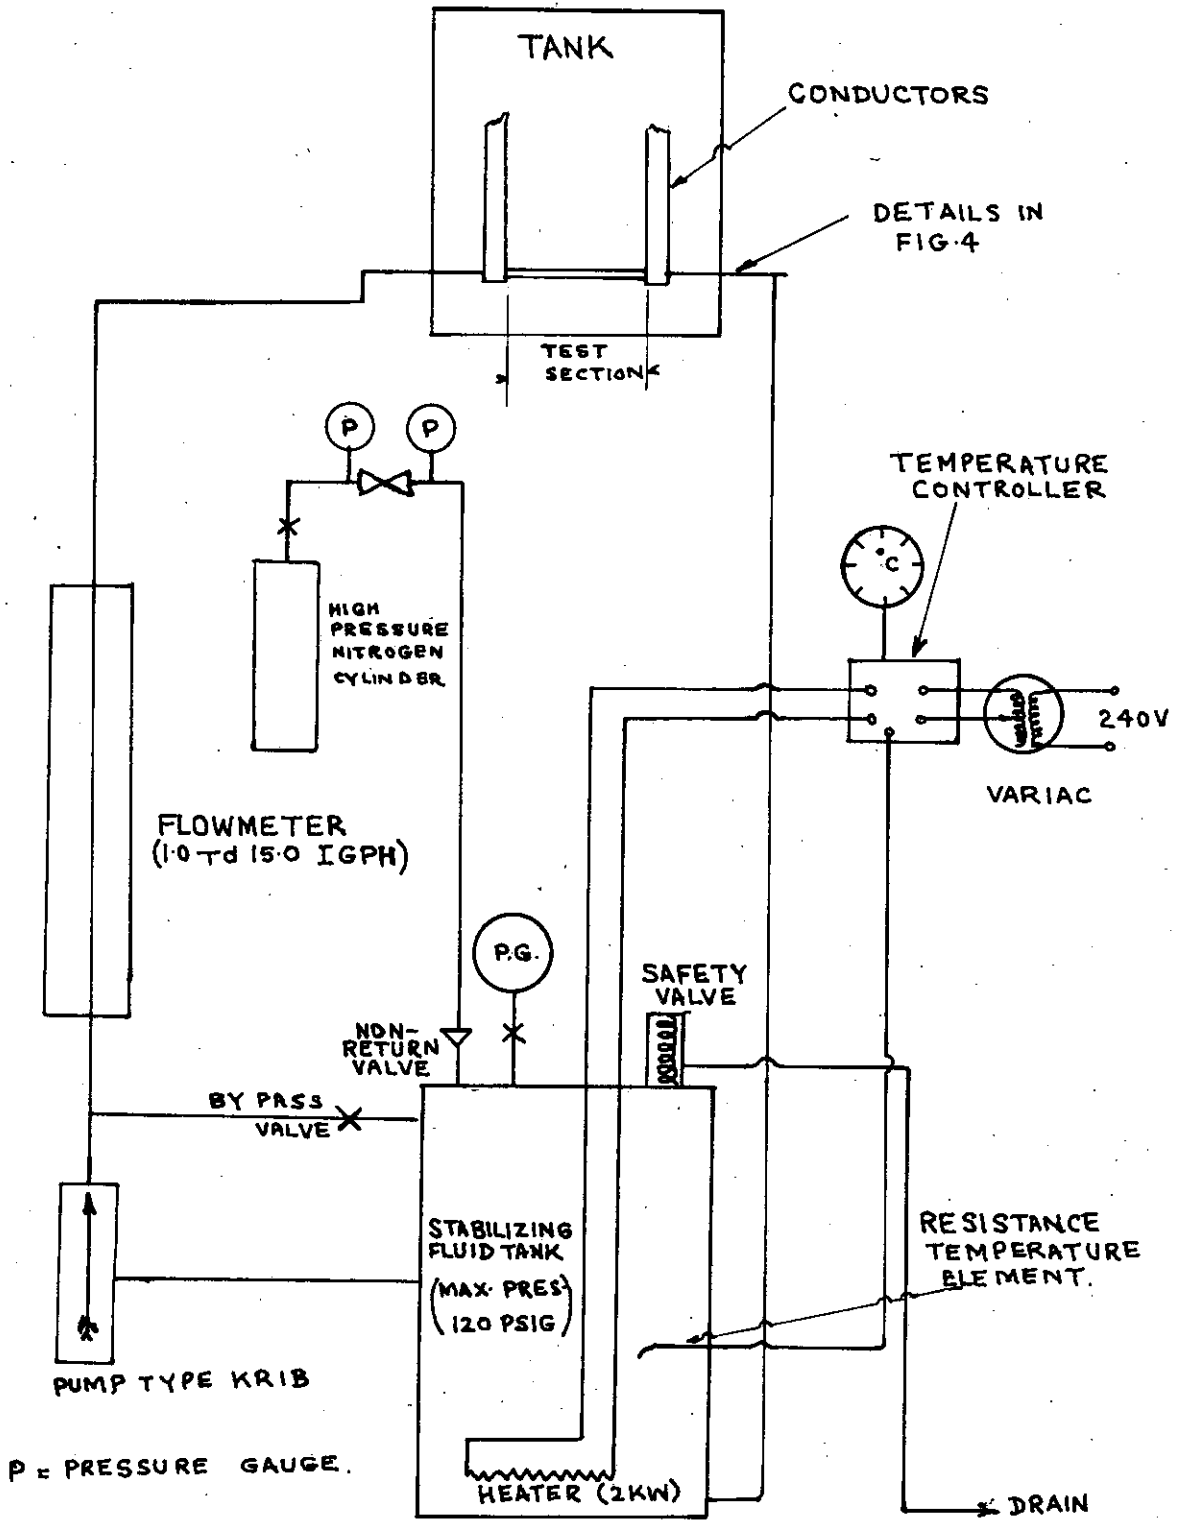 TANK
CONDUCTORS
DETAILS IN
FIG.4
TEST
SECTION
P
P
TEMPERATURE
CONTROLLER
°C
HIGH
PRESSURE
NITROGEN
CYLINDER
240V
VARIAC
FLOWMETER
(1.0 To 15.0 IGPH)
P.G.
SAFETY
VALVE
NON-
RETURN
VALVE
BY PASS
VALVE
STABILIZING
FLUID TANK
(MAX. PRES.
120 PSIG)
RESISTANCE
TEMPERATURE
ELEMENT.
PUMP TYPE KRIB
P = PRESSURE GAUGE.
HEATER (2KW)
DRAIN